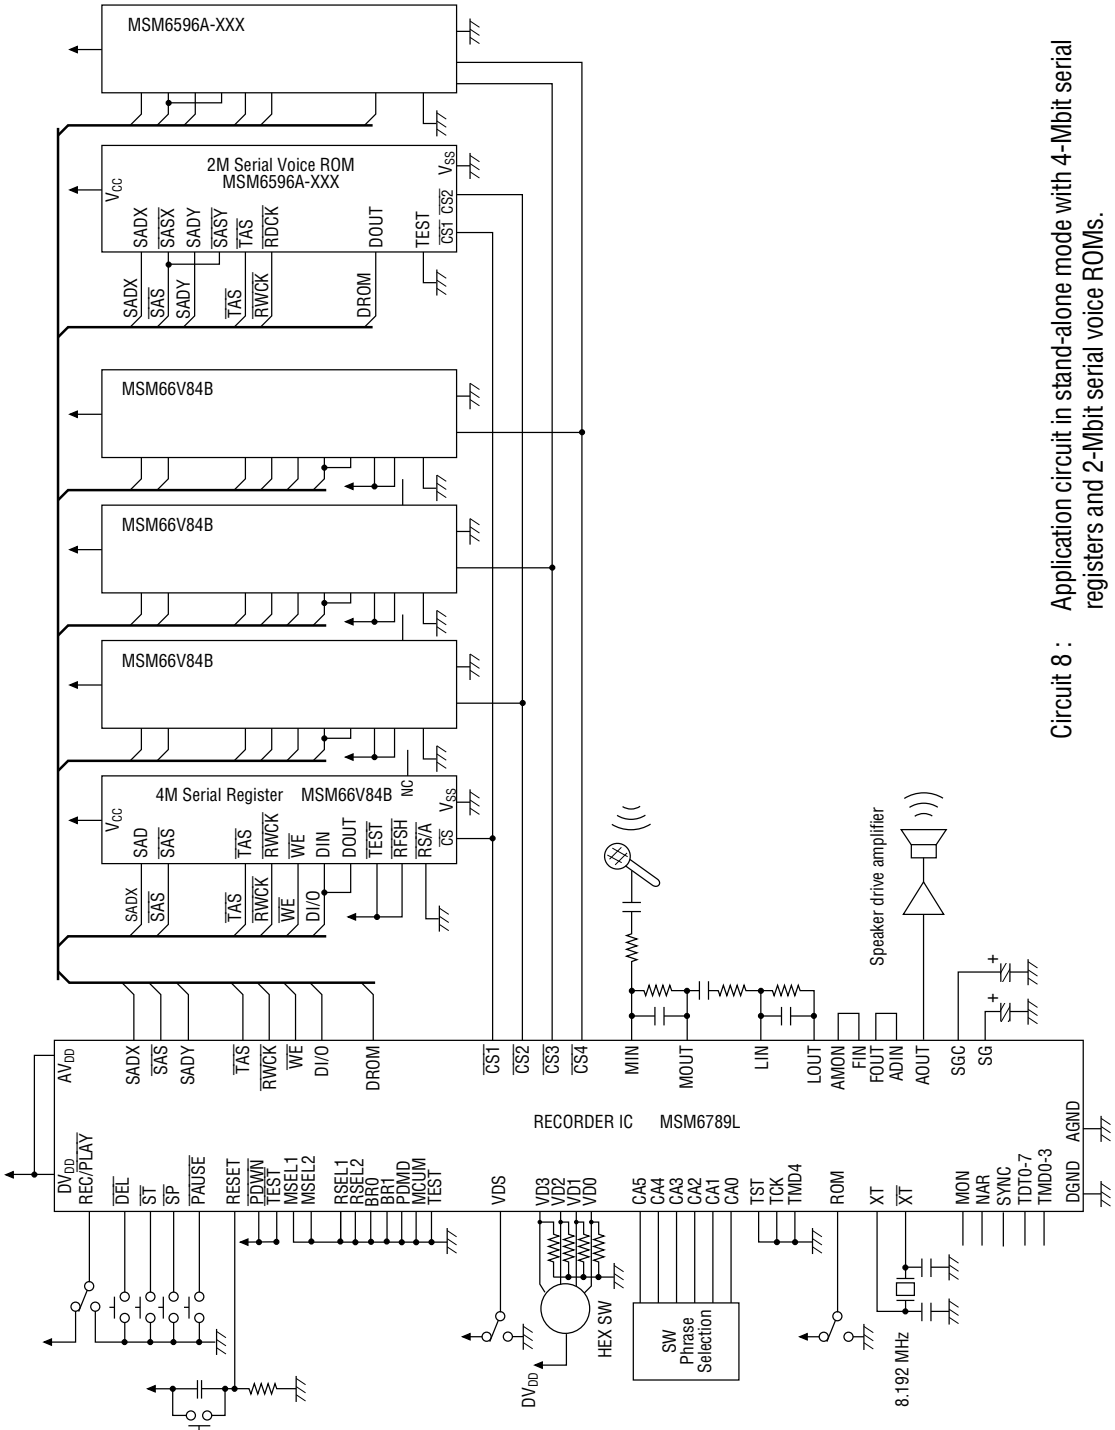 MSM6596A-XXX
2M Serial Voice ROM
MSM6596A-XXX
VCC
SADX
SASX
SADY
SASY
TAS
RDCK
DOUT
TEST
CS1
CS2
VSS
SADX
SAS
SADY
TAS
RWCK
DROM
MSM66V84B
MSM66V84B
MSM66V84B
NC
4M Serial Register MSM66V84B
VCC
SAD
SAS
TAS
RWCK
WE
DIN
DOUT
TEST
RFSH
RS/A
CS
VSS
SADX
SAS
TAS
RWCK
WE
DI/O
AVDD
SADX
SAS
SADY
TAS
RWCK
WE
DI/O
DROM
CS1
CS2
CS3
CS4
MIN
MOUT
LIN
LOUT
AMON
FIN
FOUT
ADIN
AOUT
SGC
SG
+
+
Speaker drive amplifier
RECORDER IC MSM6789L
DVDD
REC/PLAY
DEL
ST
SP
PAUSE
RESET
PDWN
TEST
MSEL1
MSEL2
RSEL1
RSEL2
BR0
BR1
PDMD
MCUM
TEST
VDS
VD3
VD2
VD1
VD0
CA5
CA4
CA3
CA2
CA1
CA0
TST
TCK
TMD4
ROM
XT
XT
MON
NAR
SYNC
TDT0-7
TMD0-3
DGND
AGND
DVDD
HEX SW
SW
Phrase
Selection
8.192 MHz
Circuit 8 : Application circuit in stand-alone mode with 4-Mbit serial
registers and 2-Mbit serial voice ROMs.